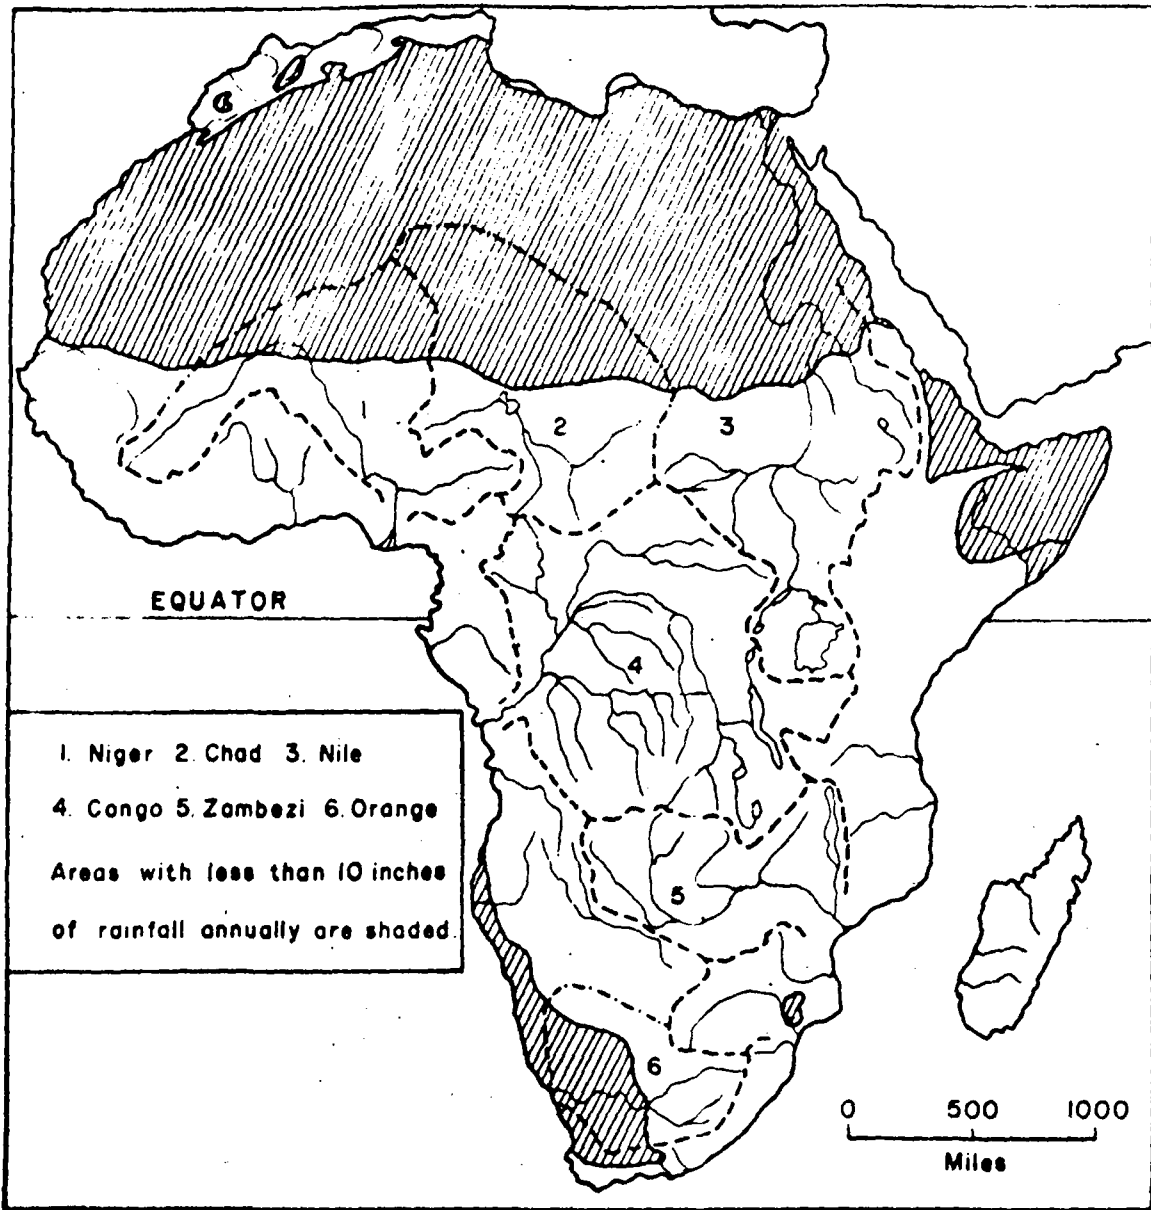 1
2
3
EQUATOR
4
1. Niger 2. Chad 3. Nile
4. Congo 5. Zambezi 6. Orange
Areas with less than 10 inches
of rainfall annually are shaded.
5
6
0 500 1000
Miles